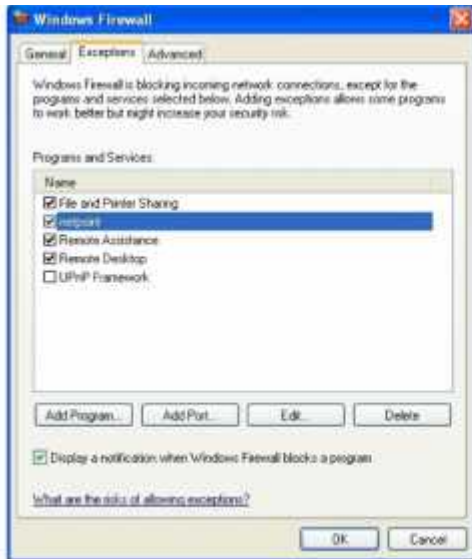 Windows Firewall
General Exceptions Advanced
Windows Firewall is blocking incoming network connections, except for the
programs and services selected below. Adding exceptions allows some programs
to work better but might increase your security risk.
Programs and Services:
Name
File and Printer Sharing
Remote Assistance
Remote Desktop
UPnP Framework
Add Program...
Add Port...
Edit...
Delete
Display a notification when Windows Firewall blocks a program
What are the risks of allowing exceptions?
OK
Cancel